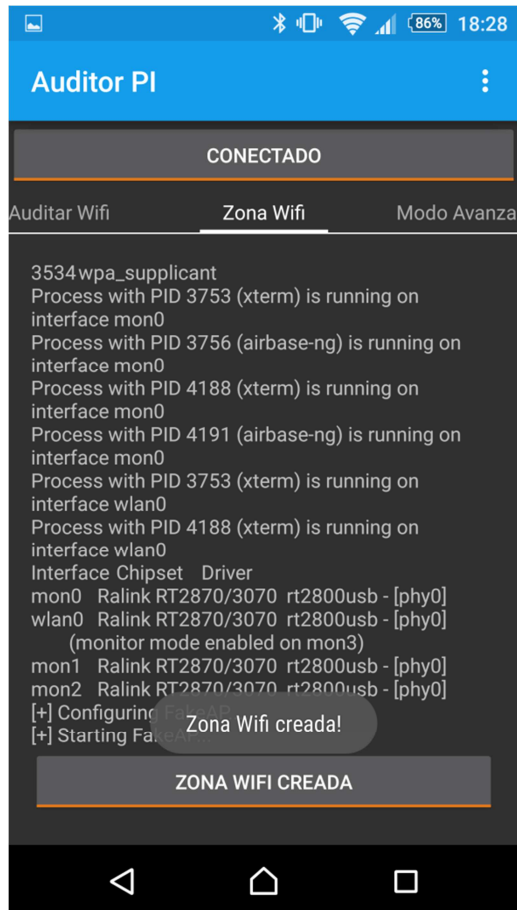 86% 18:28
Auditor PI
CONECTADO
Auditar Wifi Zona Wifi Modo Avanza
3534 wpa_supplicant
Process with PID 3753 (xterm) is running on
interface mon0
Process with PID 3756 (airbase-ng) is running on
interface mon0
Process with PID 4188 (xterm) is running on
interface mon0
Process with PID 4191 (airbase-ng) is running on
interface mon0
Process with PID 3753 (xterm) is running on
interface wlan0
Process with PID 4188 (xterm) is running on
interface wlan0
Interface Chipset Driver
mon0 Ralink RT2870/3070 rt2800usb - [phy0]
wlan0 Ralink RT2870/3070 rt2800usb - [phy0]
(monitor mode enabled on mon3)
mon1 Ralink RT2870/3070 rt2800usb - [phy0]
mon2 Ralink RT2870/3070 rt2800usb - [phy0]
[+] Configuring FakeAP...
[+] Starting FakeAP...
Zona Wifi creada!
ZONA WIFI CREADA